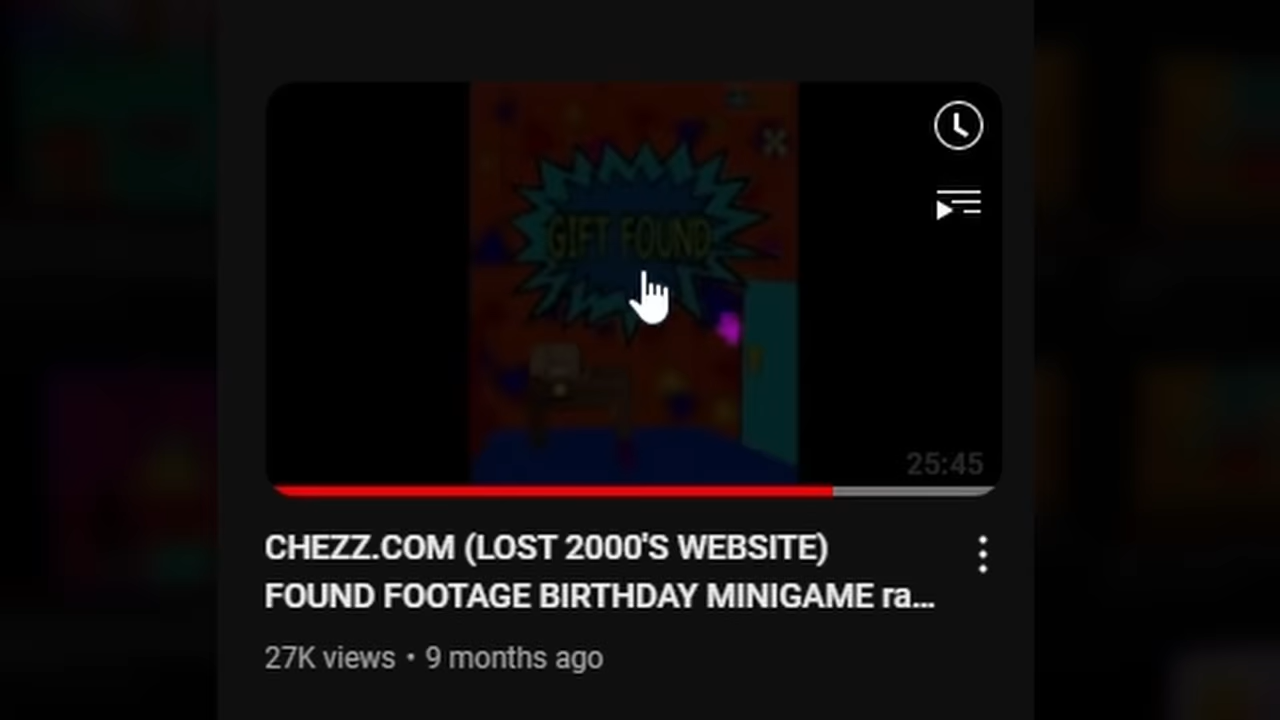 GIFT FOUND
25:45
CHEZZ.COM (LOST 2000'S WEBSITE)
FOUND FOOTAGE BIRTHDAY MINIGAME ra...
27K views • 9 months ago